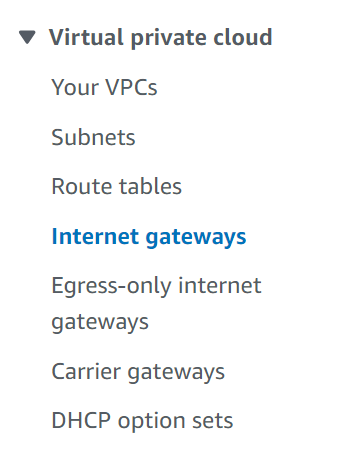 Virtual private cloud
Your VPCs
Subnets
Route tables
Internet gateways
Egress-only internet
gateways
Carrier gateways
DHCP option sets